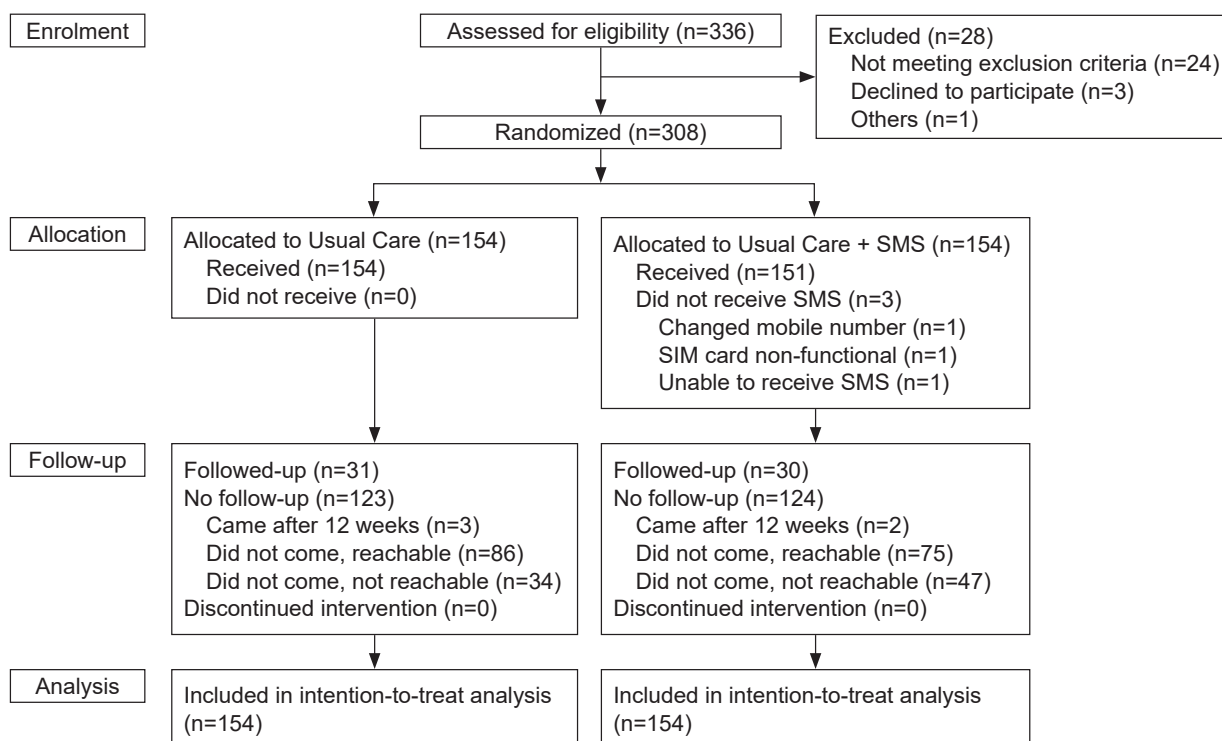 Enrolment
Assessed for eligibility (n=336)
Excluded (n=28)
Not meeting exclusion criteria (n=24)
Declined to participate (n=3)
Others (n=1)
Randomized (n=308)
Allocation
Allocated to Usual Care (n=154)
Received (n=154)
Did not receive (n=0)
Allocated to Usual Care + SMS (n=154)
Received (n=151)
Did not receive SMS (n=3)
Changed mobile number (n=1)
SIM card non-functional (n=1)
Unable to receive SMS (n=1)
Follow-up
Followed-up (n=31)
No follow-up (n=123)
Came after 12 weeks (n=3)
Did not come, reachable (n=86)
Did not come, not reachable (n=34)
Discontinued intervention (n=0)
Followed-up (n=30)
No follow-up (n=124)
Came after 12 weeks (n=2)
Did not come, reachable (n=75)
Did not come, not reachable (n=47)
Discontinued intervention (n=0)
Analysis
Included in intention-to-treat analysis
(n=154)
Included in intention-to-treat analysis
(n=154)